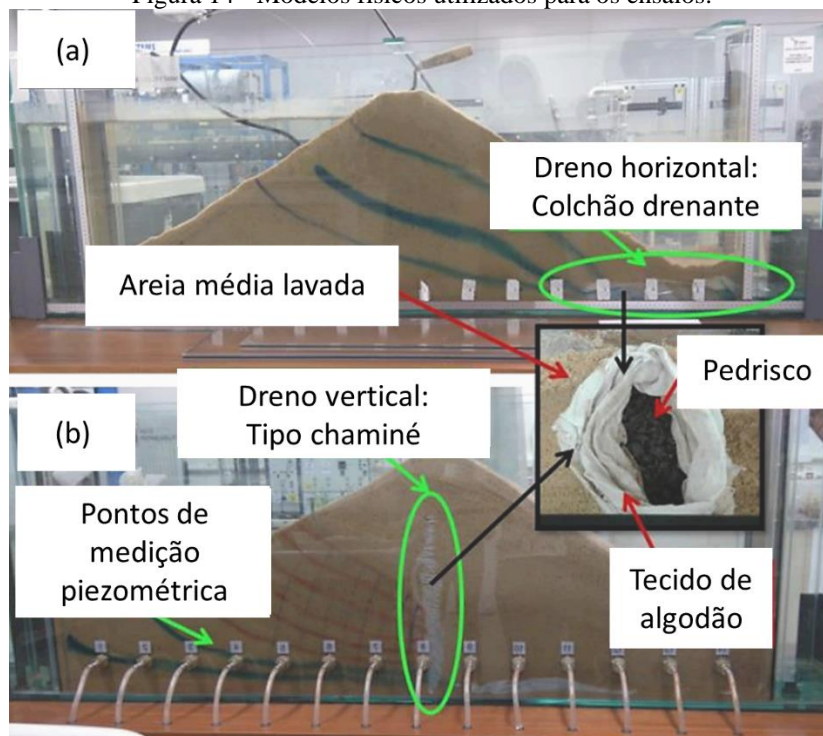 Figura 14 - Modelos físicos utilizados para os ensaios.
(a)
Dreno horizontal:
Colchão drenante
Areia média lavada
Pedrisco
Dreno vertical:
Tipo chaminé
(b)
Pontos de
medição
piezométrica
Tecido de
algodão